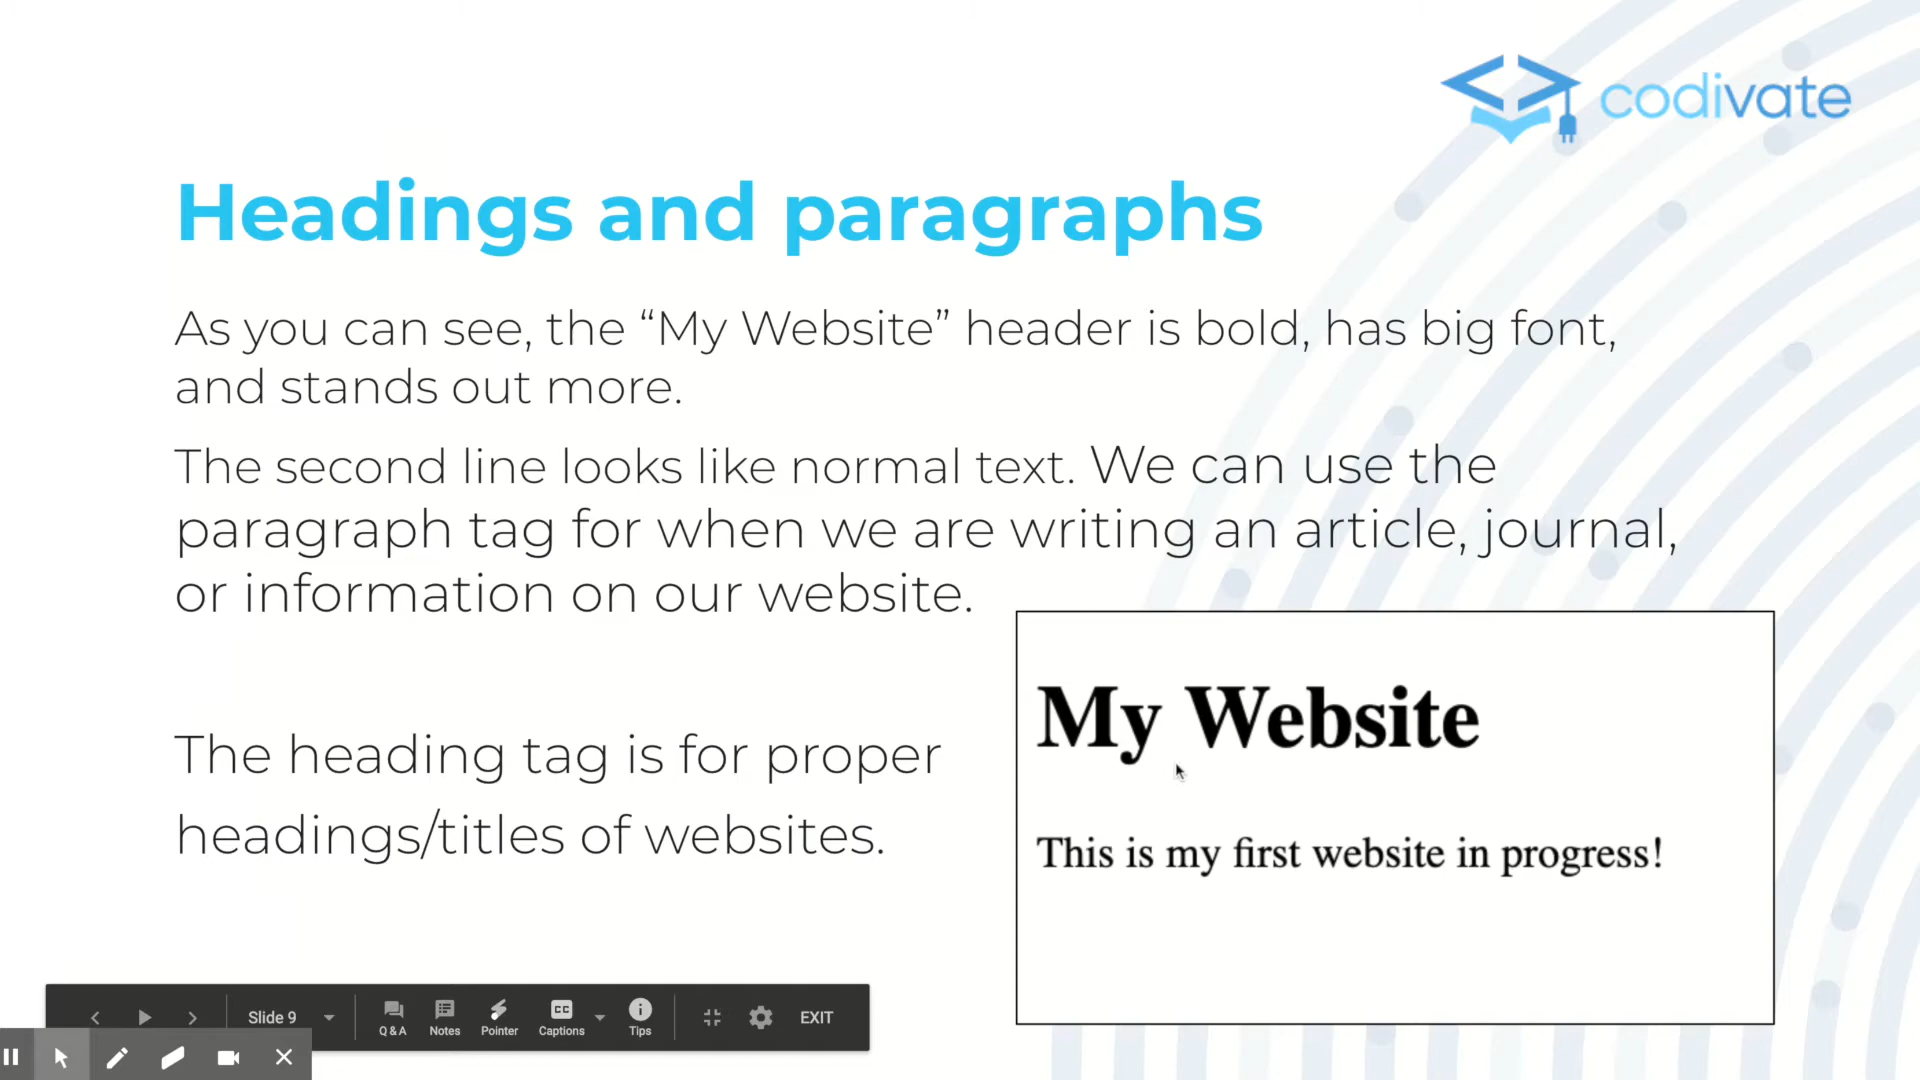 codivate
Headings and paragraphs
As you can see, the “My Website” header is bold, has big font,
and stands out more.
The second line looks like normal text. We can use the
paragraph tag for when we are writing an article, journal,
or information on our website.
The heading tag is for proper
headings/titles of websites.
My Website
This is my first website in progress!
Slide 9
Q & A
Notes
Pointer
CC
Captions
Tips
EXIT